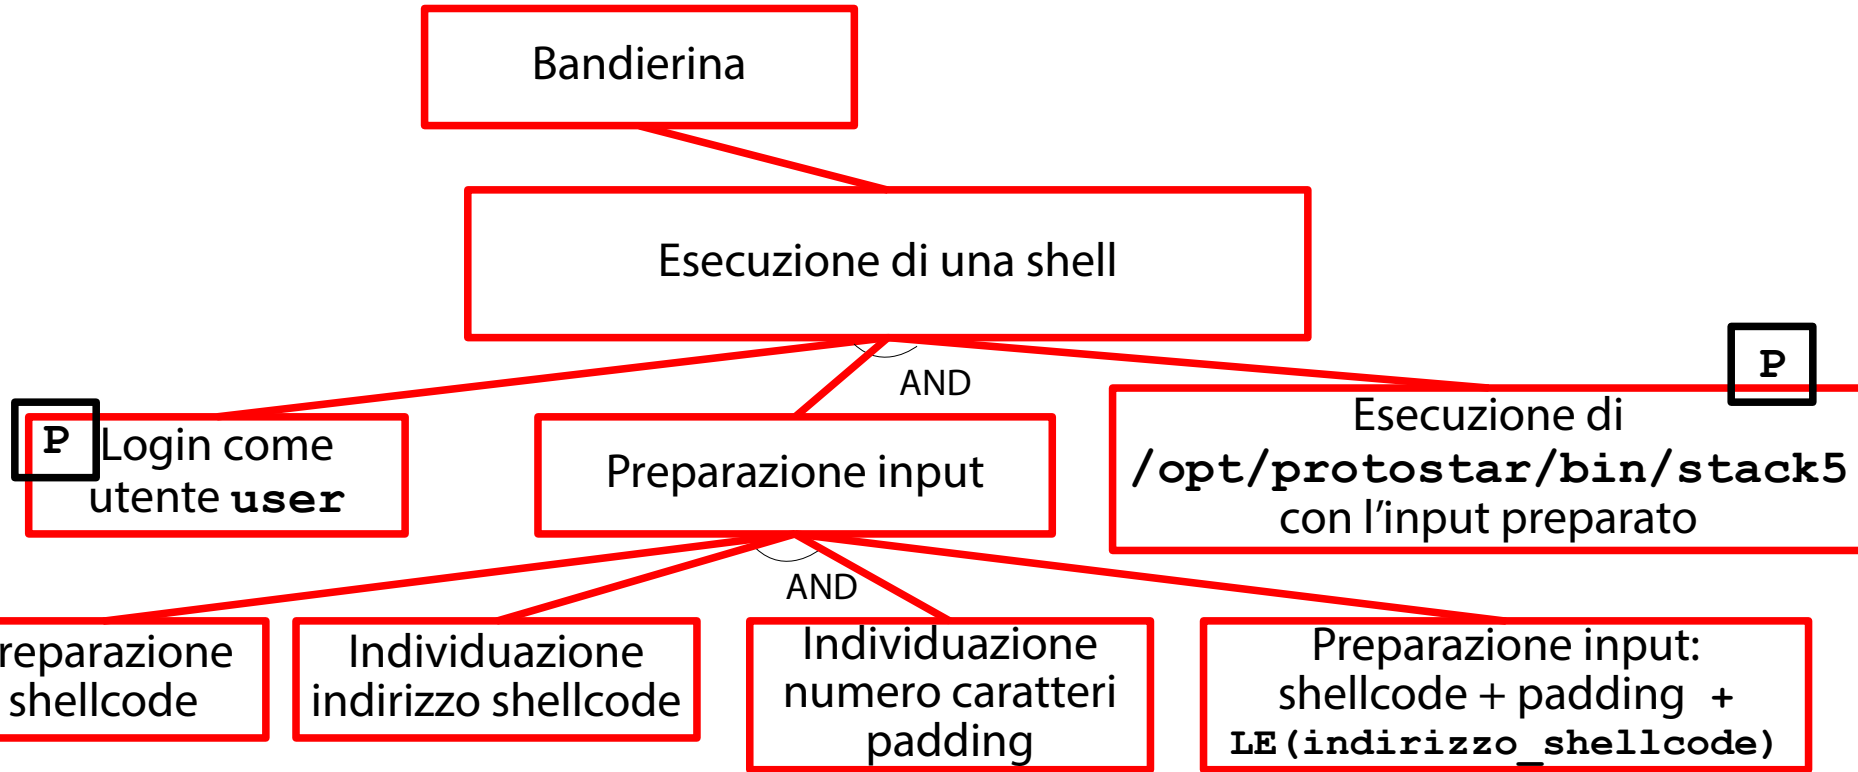 Bandierina
Esecuzione di una shell
AND
P
P
Login come
utente user
Preparazione input
Esecuzione di
/opt/protostar/bin/stack5
con l'input preparato
AND
reparazione
shellcode
Individuazione
indirizzo shellcode
Individuazione
numero caratteri
padding
Preparazione input:
shellcode + padding +
LE(indirizzo_shellcode)